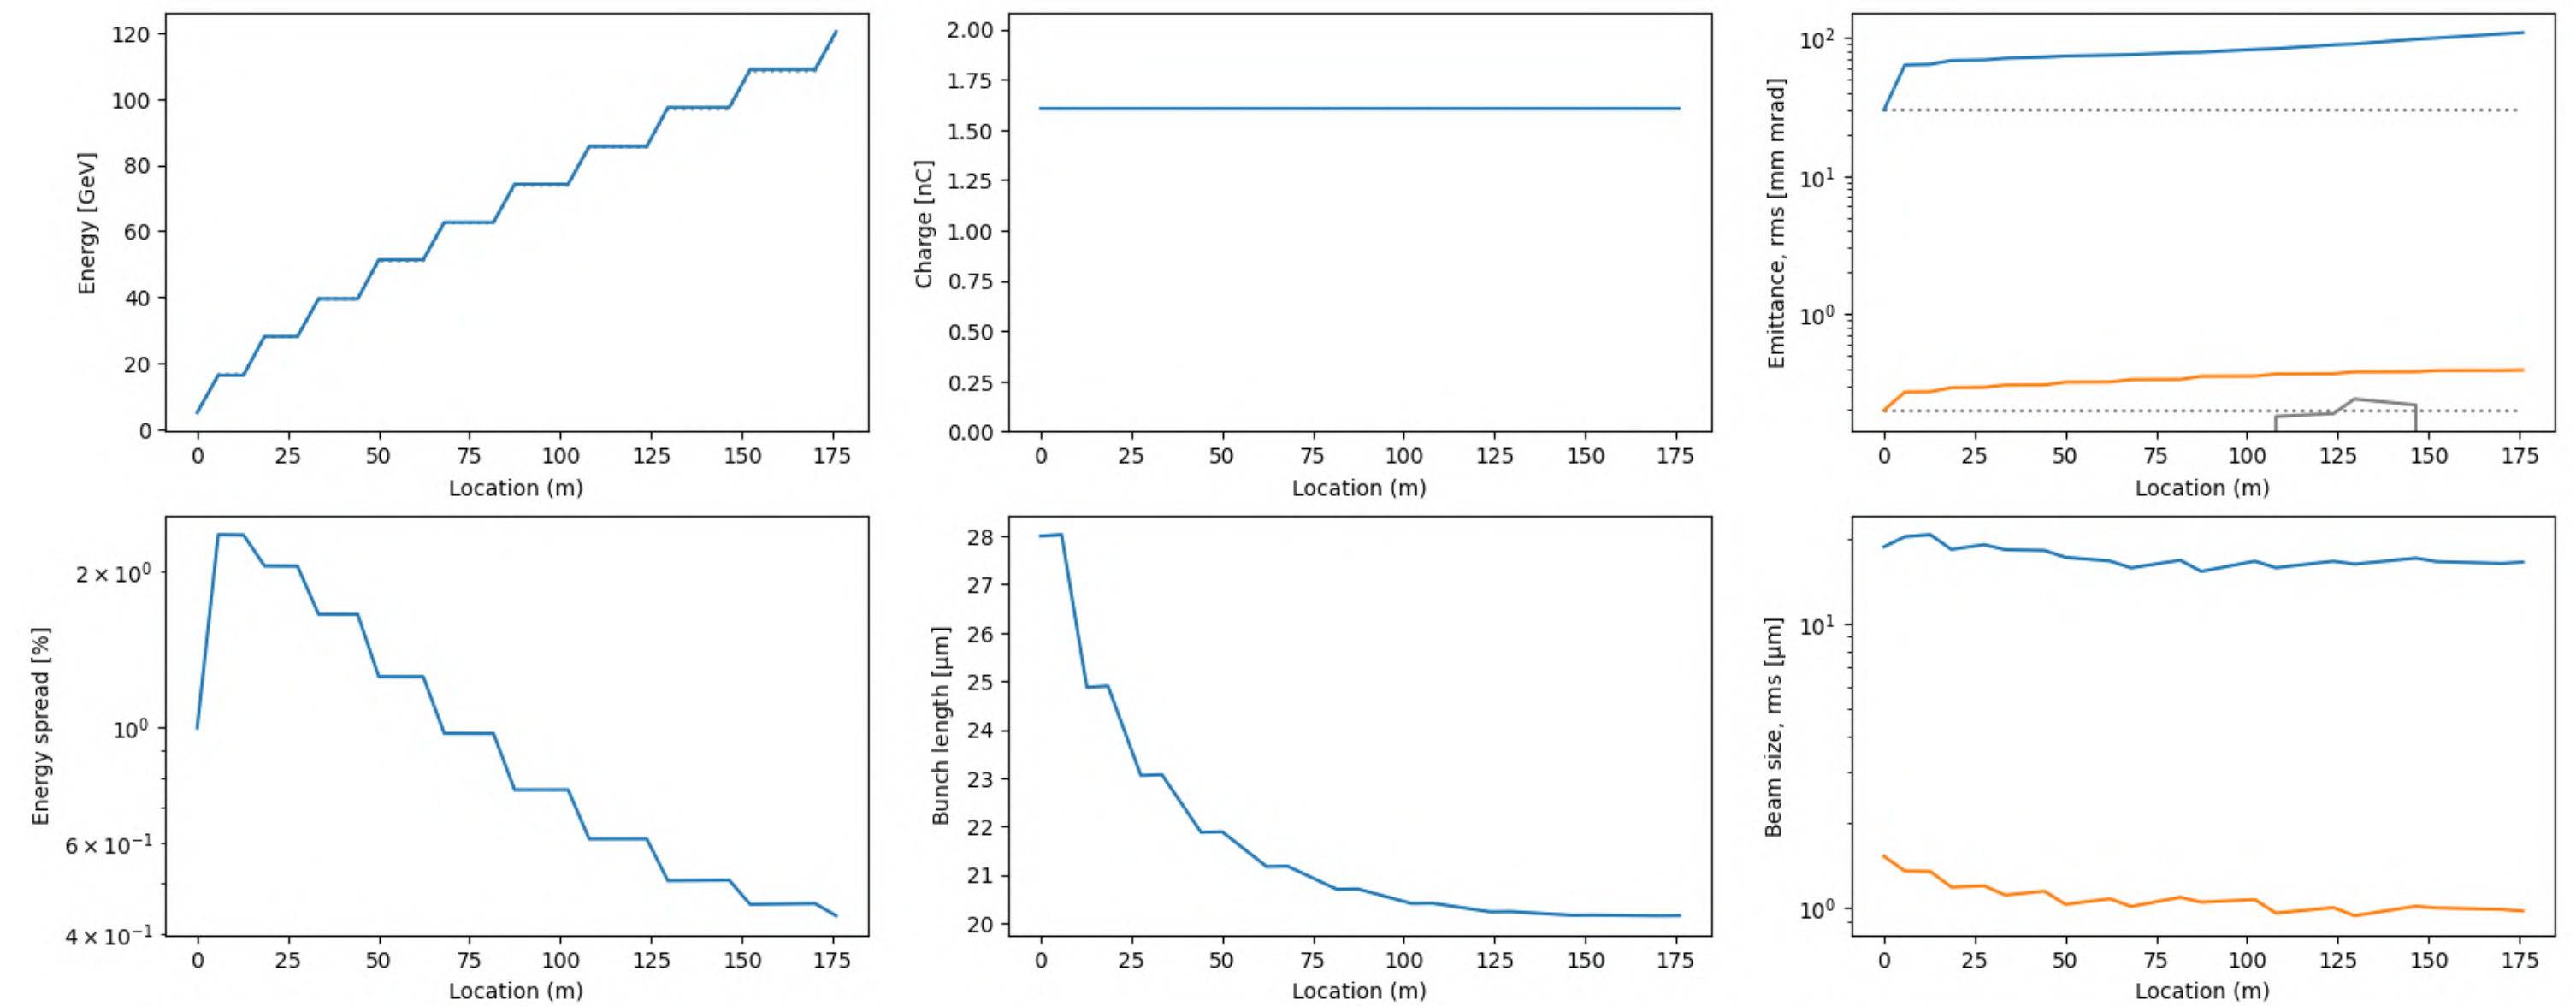 Energy [GeV]
120
100
80
60
40
20
0
0 25 50 75 100 125 150 175
Location (m)
Charge [nC]
2.00
1.75
1.50
1.25
1.00
0.75
0.50
0.25
0.00
0 25 50 75 100 125 150 175
Location (m)
Emittance, rms [mm mrad]
10²
10¹
10⁰
0 25 50 75 100 125 150 175
Location (m)
Energy spread [%]
2 × 10⁰
10⁰
6 × 10⁻¹
4 × 10⁻¹
0 25 50 75 100 125 150 175
Location (m)
Bunch length [µm]
28
27
26
25
24
23
22
21
20
0 25 50 75 100 125 150 175
Location (m)
Beam size, rms [µm]
10¹
10⁰
0 25 50 75 100 125 150 175
Location (m)